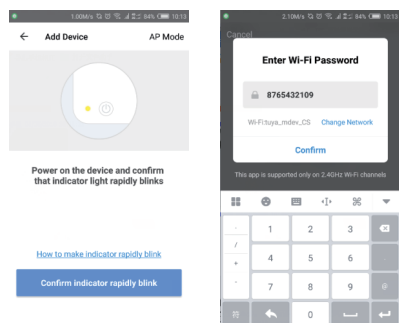 1.00M/s 84% 10:13
Add Device AP Mode
Power on the device and confirm
that indicator light rapidly blinks
How to make indicator rapidly blink
Confirm indicator rapidly blink
2.10M/s 84% 10:13
Cancel
Enter Wi-Fi Password
8765432109
Wi-Fi:tuya_mdev_CS Change Network
Confirm
This app is supported only on 2.4GHz Wi-Fi channels
1 2 3
/ 4 5 6
+
- 7 8 9 @
符 0